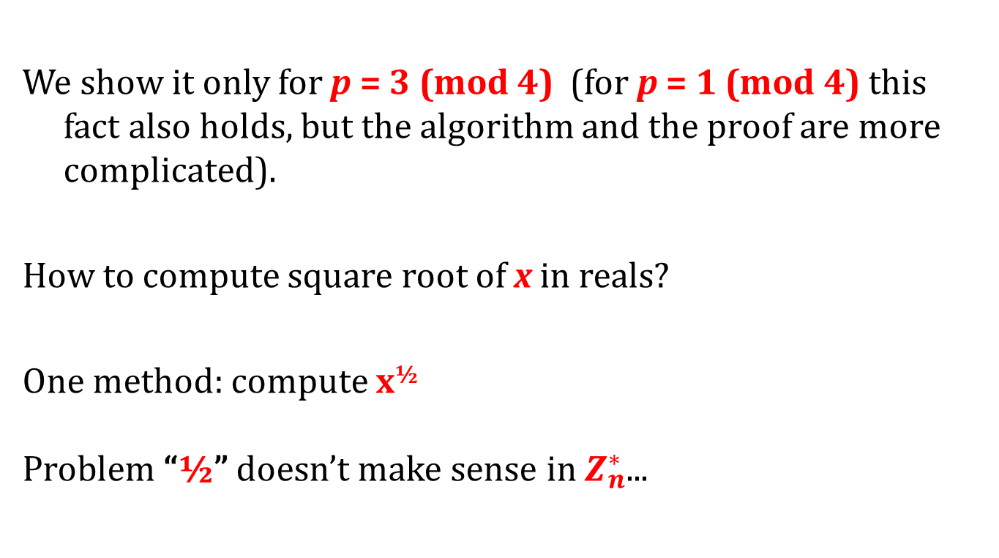 We show it only for p = 3 (mod 4) (for p = 1 (mod 4) this
fact also holds, but the algorithm and the proof are more
complicated).
How to compute square root of x in reals?
One method: compute x^½
Problem “½” doesn’t make sense in Z_n^*...